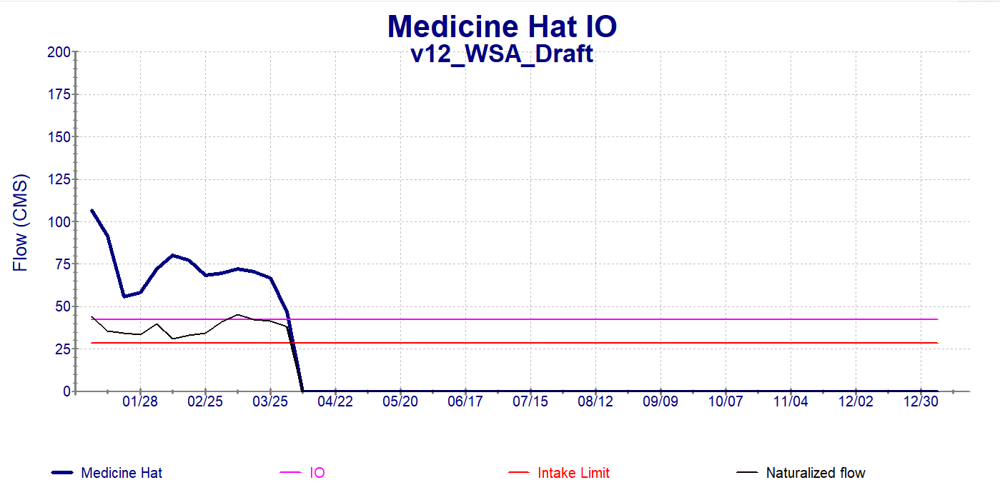 Medicine Hat IO
v12_WSA_Draft
Flow (CMS)
200
175
150
125
100
75
50
25
0
01/28 02/25 03/25 04/22 05/20 06/17 07/15 08/12 09/09 10/07 11/04 12/02 12/30
Medicine Hat IO Intake Limit Naturalized flow